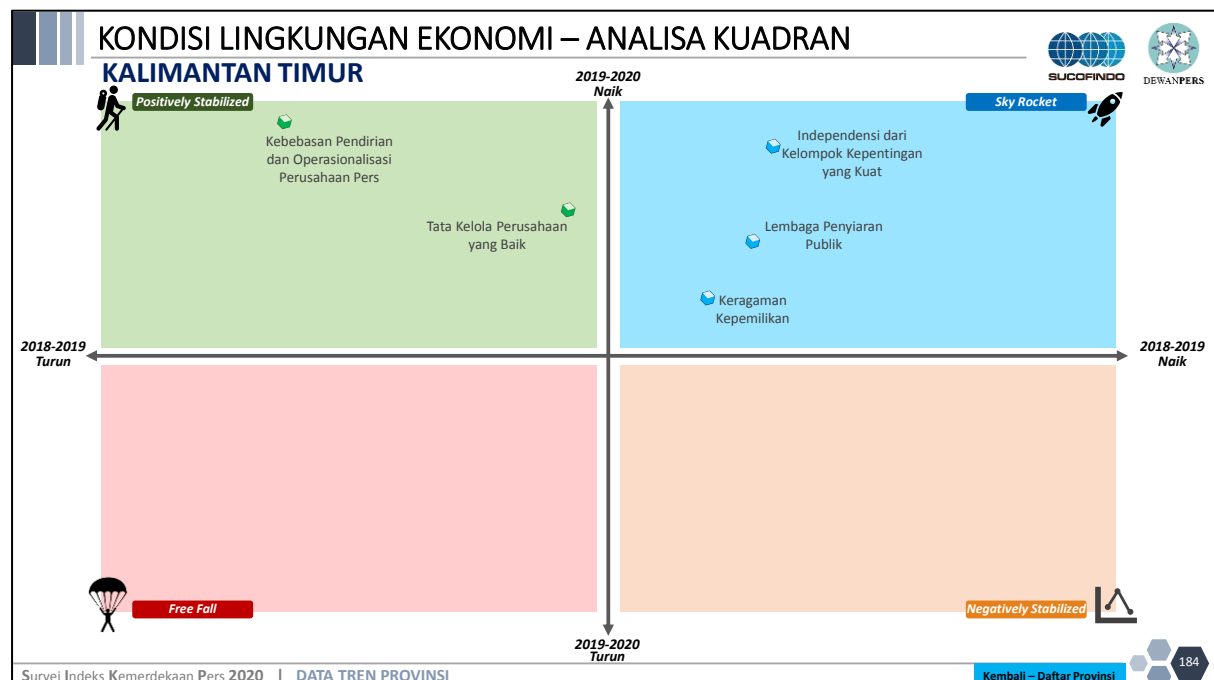 KONDISI LINGKUNGAN EKONOMI – ANALISA KUADRAN
KALIMANTAN TIMUR
SUCOFINDO
DEWANPERS
2019-2020
Naik
Positively Stabilized
Sky Rocket
Kebebasan Pendirian
dan Operasionalisasi
Perusahaan Pers
Independensi dari
Kelompok Kepentingan
yang Kuat
Tata Kelola Perusahaan
yang Baik
Lembaga Penyiaran
Publik
Keragaman
Kepemilikan
2018-2019
Turun
2018-2019
Naik
Free Fall
Negatively Stabilized
2019-2020
Turun
Survei Indeks Kemerdekaan Pers 2020 | DATA TREN PROVINSI
Kembali – Daftar Provinsi
184